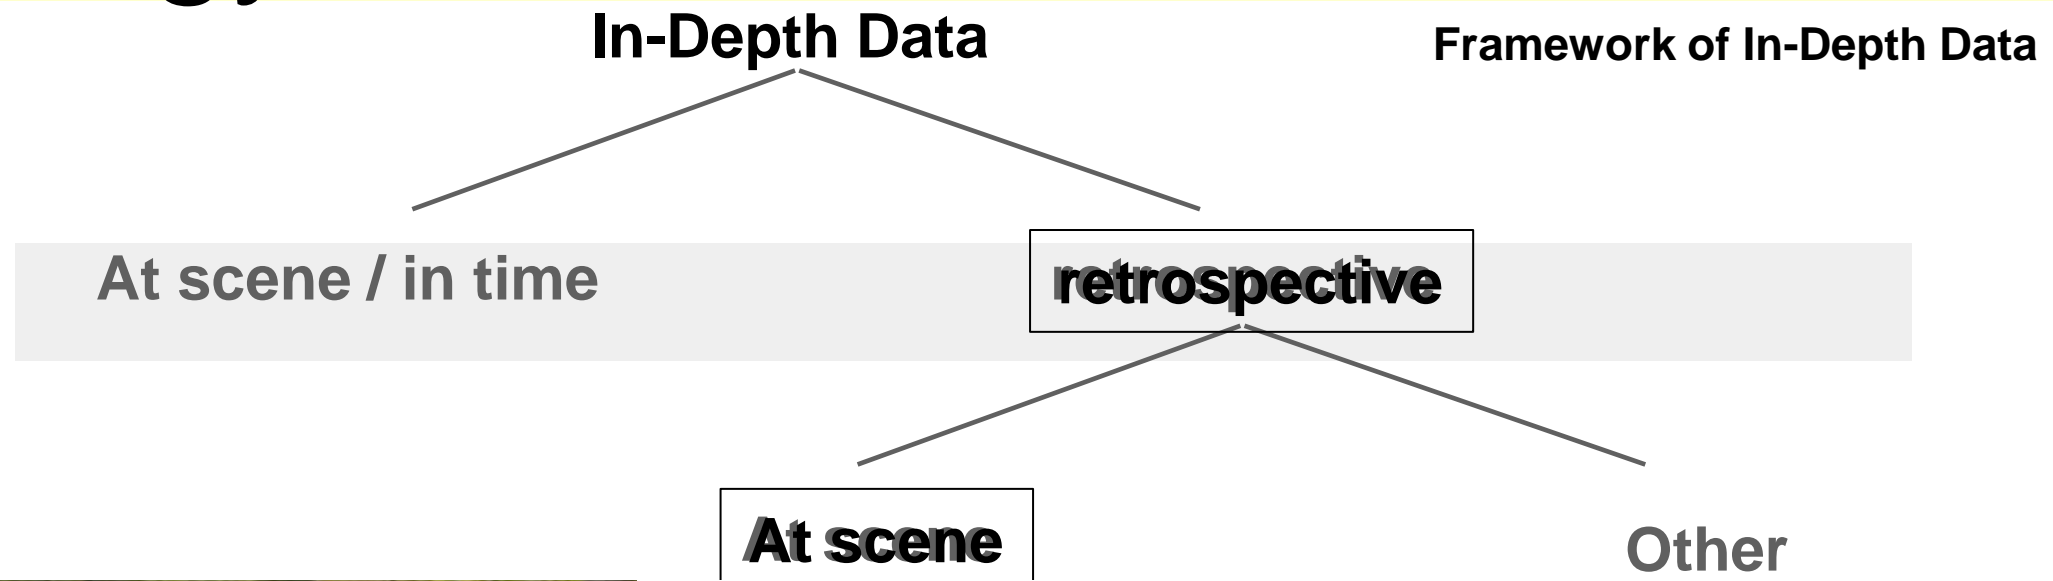 In-Depth Data
Framework of In-Depth Data
At scene / in time
retrospective
At scene
Other